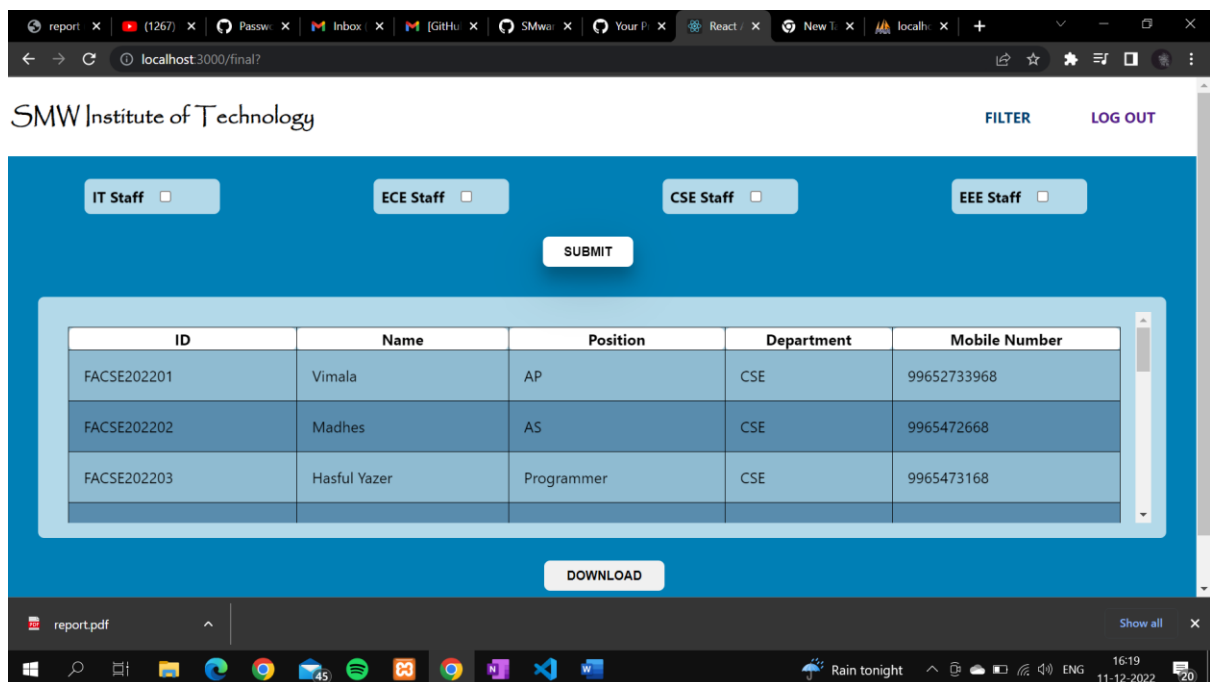 report (1267) Passwo Inbox ( [GitHu SMwar Your P React A New Ta localho
localhost:3000/final?
SMW Institute of Technology FILTER LOG OUT
IT Staff ECE Staff CSE Staff EEE Staff
SUBMIT
ID Name Position Department Mobile Number
FACSE202201 Vimala AP CSE 99652733968
FACSE202202 Madhes AS CSE 9965472668
FACSE202203 Hasful Yazer Programmer CSE 9965473168
DOWNLOAD
report.pdf Show all
45 Rain tonight ENG 16:19
11-12-2022 20